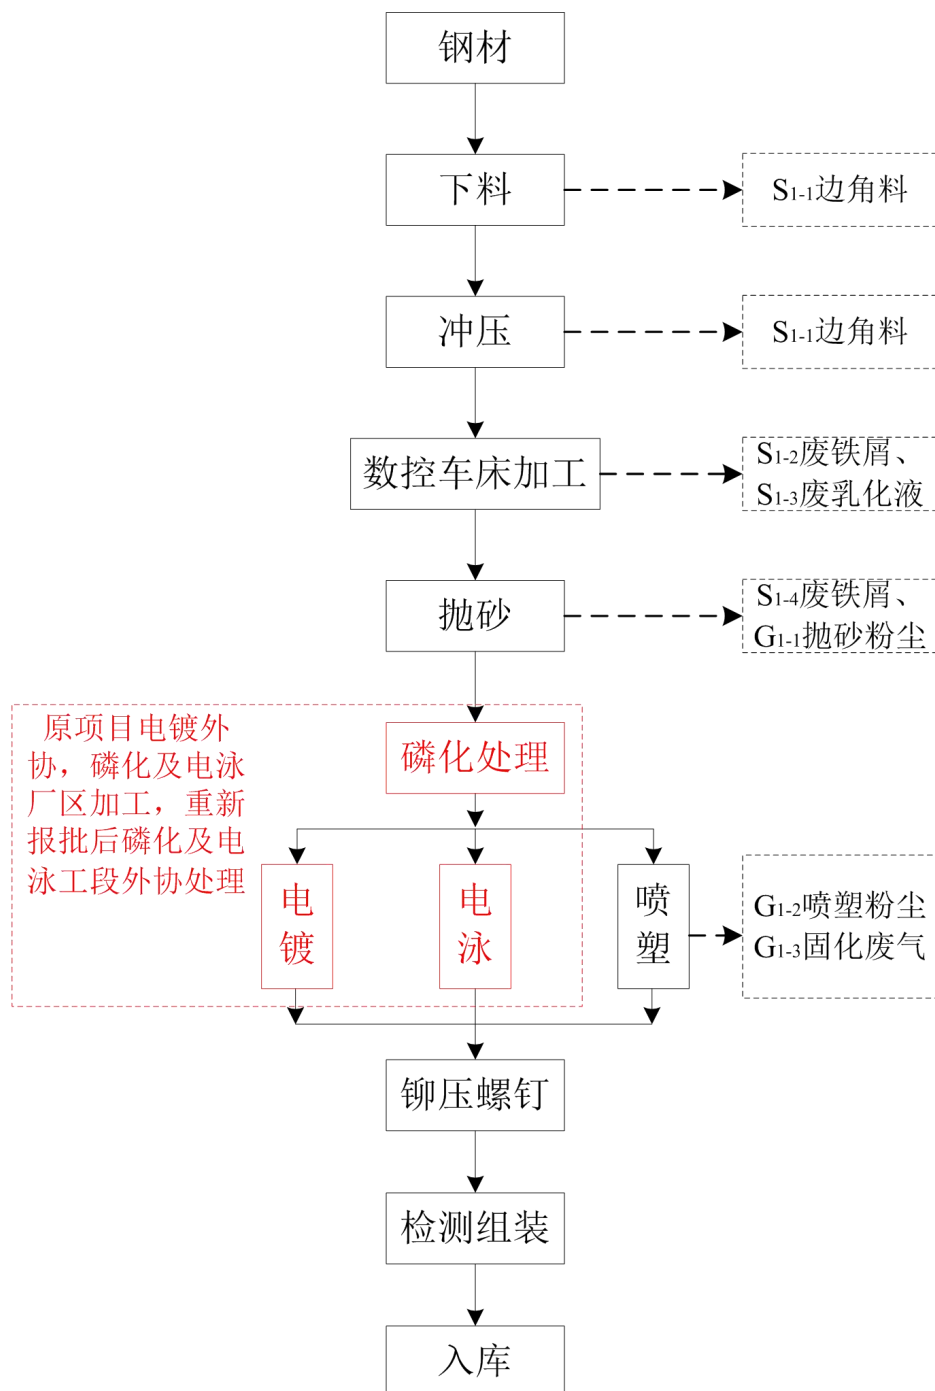 钢材
下料
S1-1边角料
冲压
S1-1边角料
数控车床加工
S1-2废铁屑、
S1-3废乳化液
抛砂
S1-4废铁屑、
G1-1抛砂粉尘
原项目电镀外
协，磷化及电泳
厂区加工，重新
报批后磷化及电
泳工段外协处理
磷化处理
电
镀
电
泳
喷
塑
G1-2喷塑粉尘
G1-3固化废气
铆压螺钉
检测组装
入库